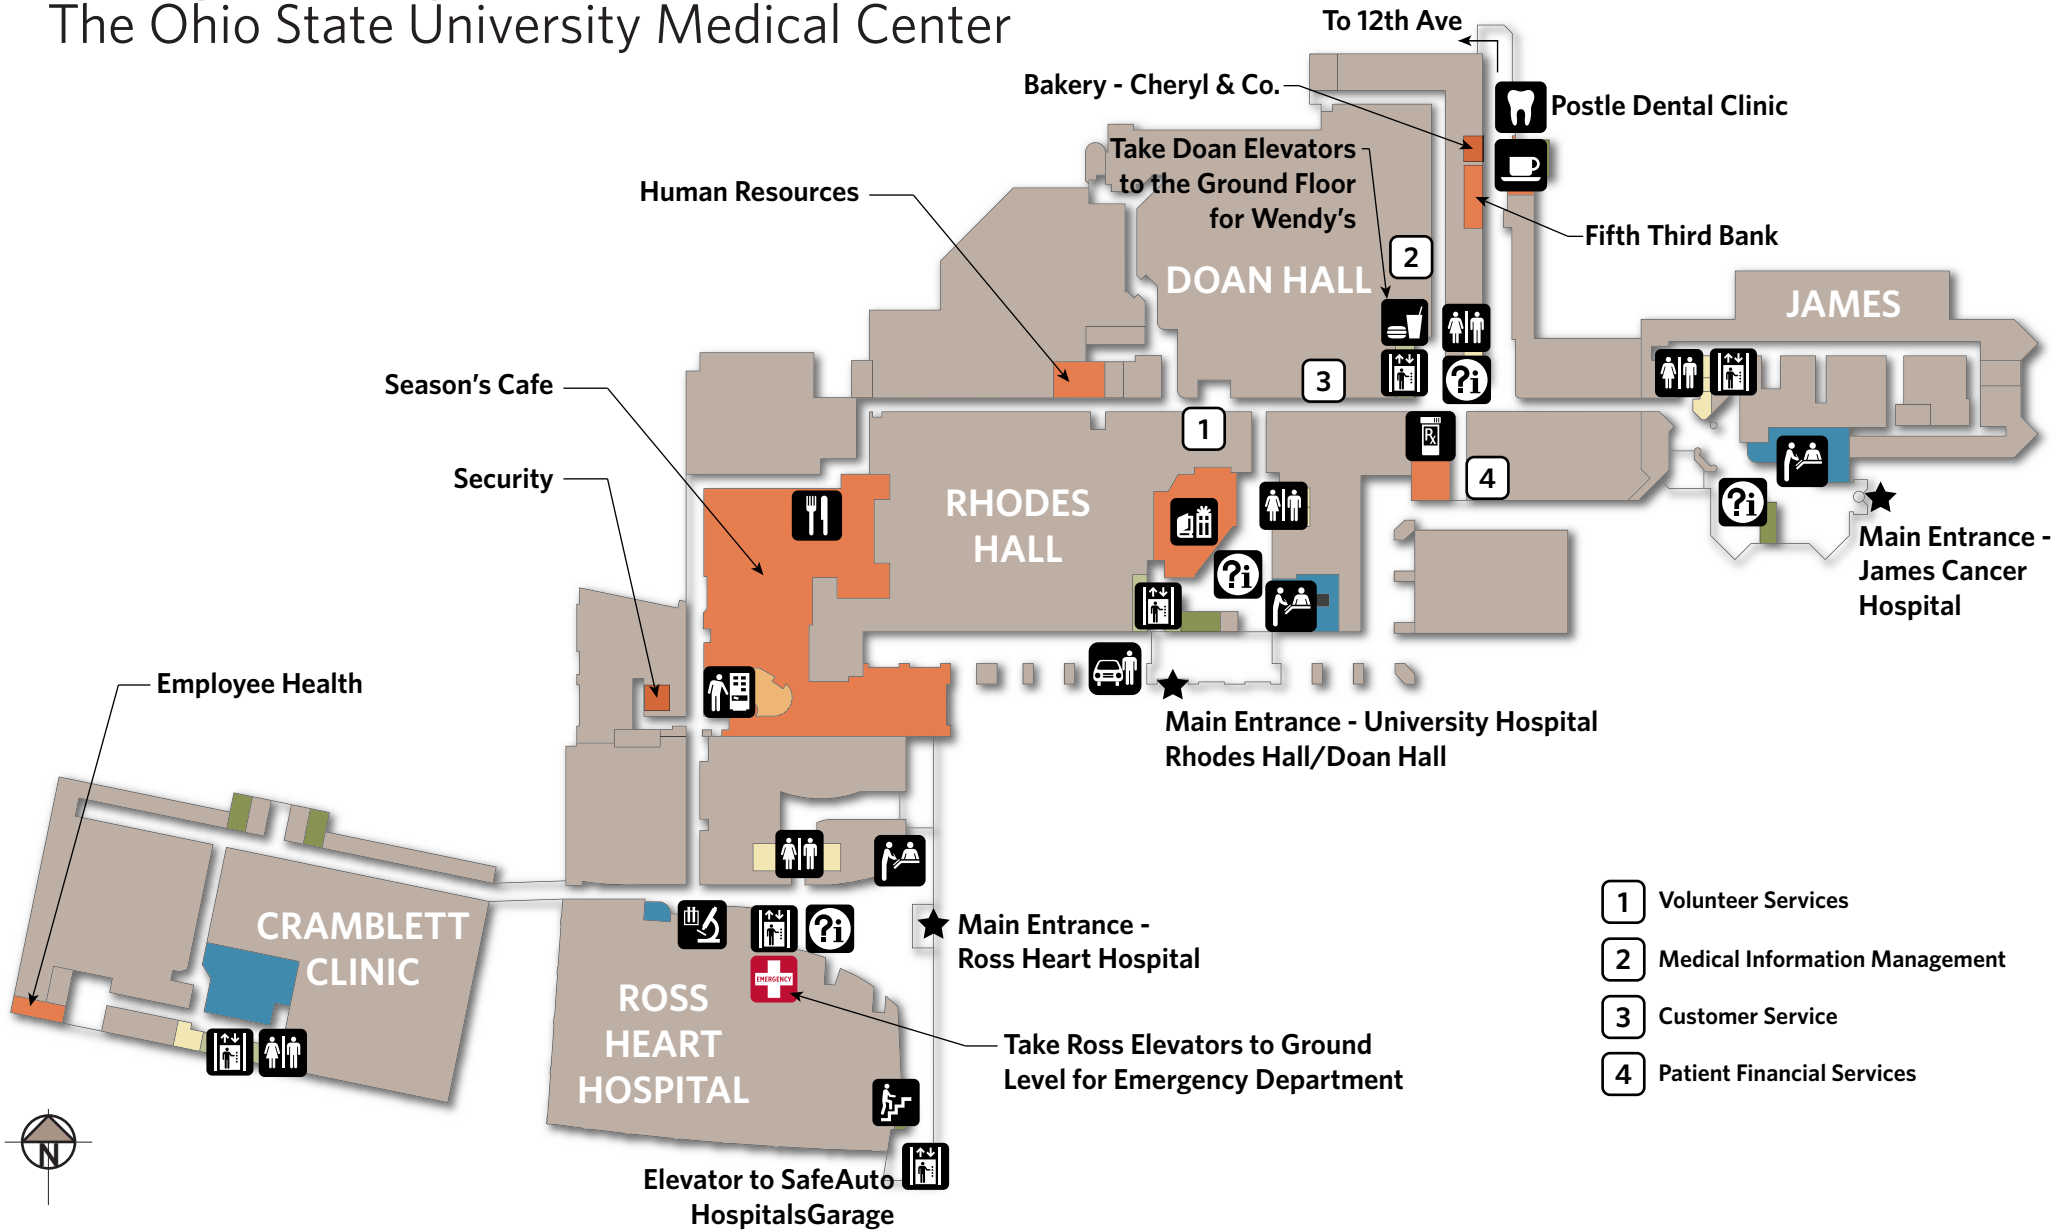 The Ohio State University Medical Center
To 12th Ave
Bakery - Cheryl & Co.
Postle Dental Clinic
Take Doan Elevators
to the Ground Floor
for Wendy's
Human Resources
Fifth Third Bank
2
DOAN HALL
JAMES
Season's Cafe
3
1
Rx
Security
4
RHODES
HALL
?i
?i
?i
Main Entrance -
James Cancer
Hospital
Employee Health
Main Entrance - University Hospital
Rhodes Hall/Doan Hall
CRAMBLETT
CLINIC
?i
Main Entrance -
Ross Heart Hospital
EMERGENCY
ROSS
HEART
HOSPITAL
Take Ross Elevators to Ground
Level for Emergency Department
1 Volunteer Services
2 Medical Information Management
3 Customer Service
4 Patient Financial Services
N
Elevator to SafeAuto
HospitalsGarage